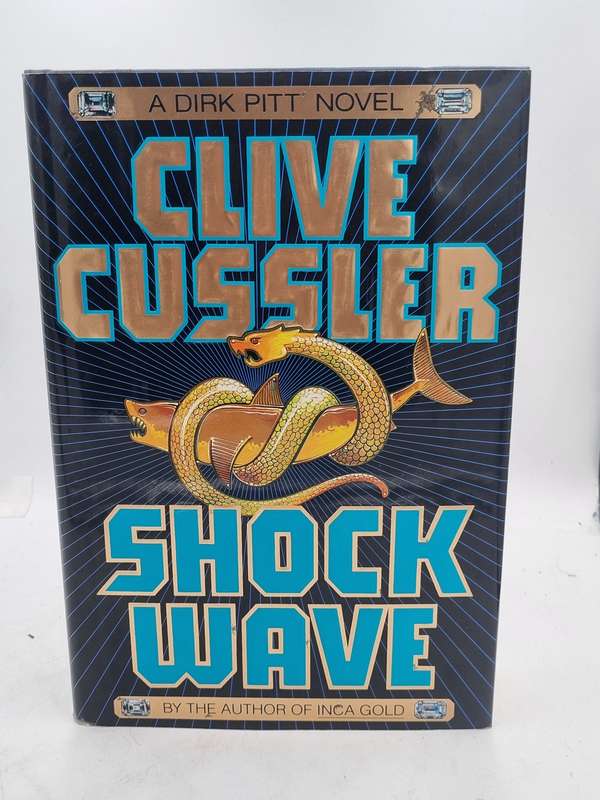 A DIRK PITT NOVEL
CLIVE
CUSSLER
SHOCK
WAVE
BY THE AUTHOR OF INCA GOLD